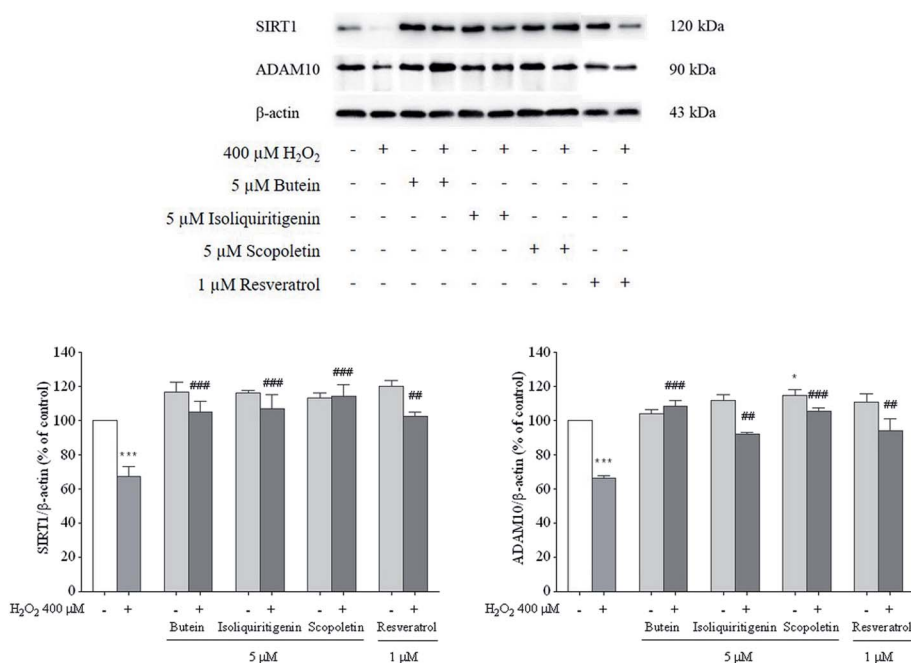 SIRT1 120 kDa
ADAM10 90 kDa
β-actin 43 kDa
400 µM H₂O₂ - + - + - + - + - +
5 µM Butein - - + + - - - - - -
5 µM Isoliquiritigenin - - - - + + - - - -
5 µM Scopoletin - - - - - - + + - -
1 µM Resveratrol - - - - - - - - + +
SIRT1/β-actin (% of control)
140
120
100
80
60
40
20
0
***
###
###
###
##
H₂O₂ 400 µM - + - + - + - + - +
Butein Isoliquiritigenin Scopoletin Resveratrol
5 µM 1 µM
ADAM10/β-actin (% of control)
140
120
100
80
60
40
20
0
***
###
##
*
###
##
H₂O₂ 400 µM - + - + - + - + - +
Butein Isoliquiritigenin Scopoletin Resveratrol
5 µM 1 µM